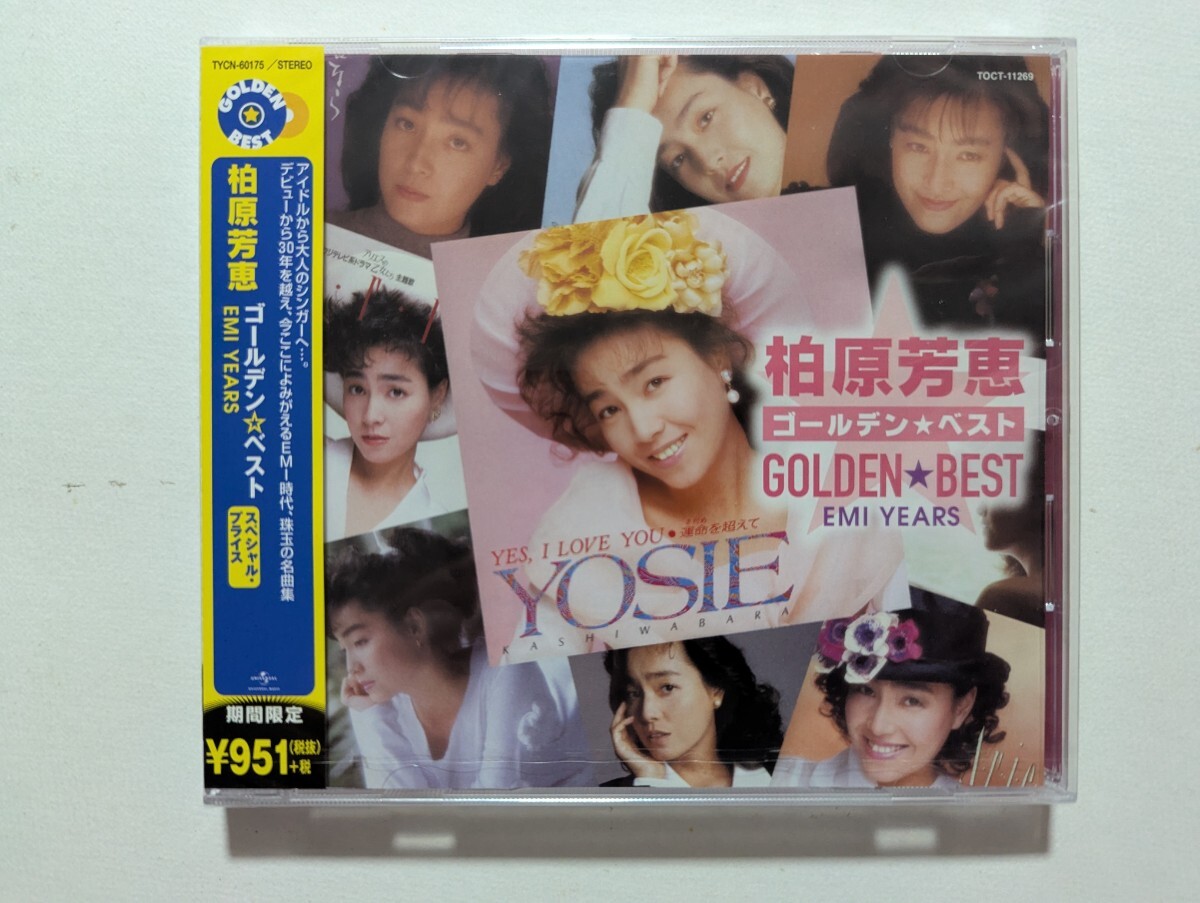 TYCN-60175／STEREO
GOLDEN
BEST
柏原芳恵
ゴールデン☆ベスト
EMI YEARS
スペシャル・
プライス
アイドルから大人のシンガーへ…。
デビューから30年を越え、今ここによみがえるEMI時代、珠玉の名曲集
UNIVERSAL
期間限定
¥951(税抜)+税
TOCT-11269
柏原芳恵
ゴールデン★ベスト
GOLDEN★BEST
EMI YEARS
YES, I LOVE YOU●運命を超えて
YOSIE
KASHIWABARA